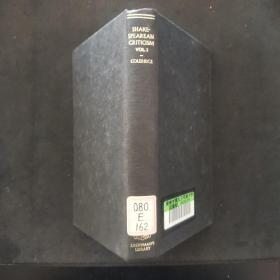 SHAKE-
SPEAREAN
CRITICISM
VOL. I
COLERIDGE
080
E
162
EVERYMAN'S
LIBRARY